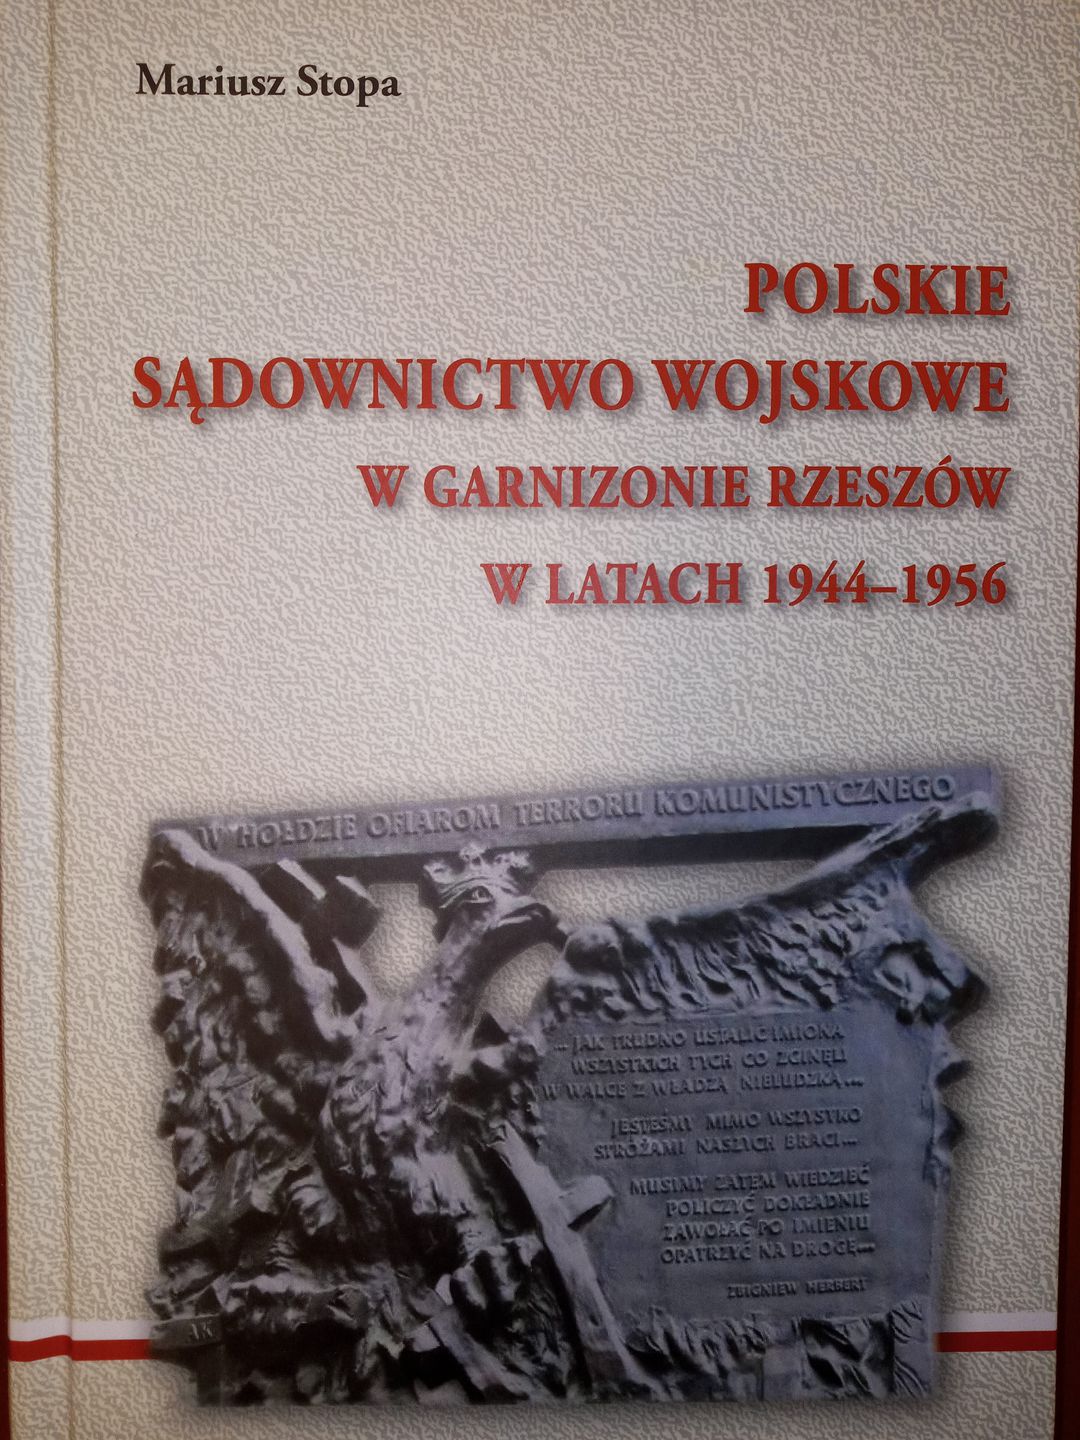 Mariusz Stopa
POLSKIE
SĄDOWNICTWO WOJSKOWE
W GARNIZONIE RZESZÓW
W LATACH 1944–1956
W HOŁDZIE OFIAROM TERRORU KOMUNISTYCZNEGO
... JAK TRUDNO USTALIĆ IMIONA
WSZYSTKICH TYCH CO ZGINĘLI
W WALCE Z WŁADZĄ NIELUDZKĄ...
JESTEŚMY MIMO WSZYSTKO
STRÓŻAMI NASZYCH BRACI...
MUSIMY ZATEM WIEDZIEĆ
POLICZYĆ DOKŁADNIE
ZAWOŁAĆ PO IMIENIU
OPATRZYĆ NA DROGĘ...
ZBIGNIEW HERBERT
AK